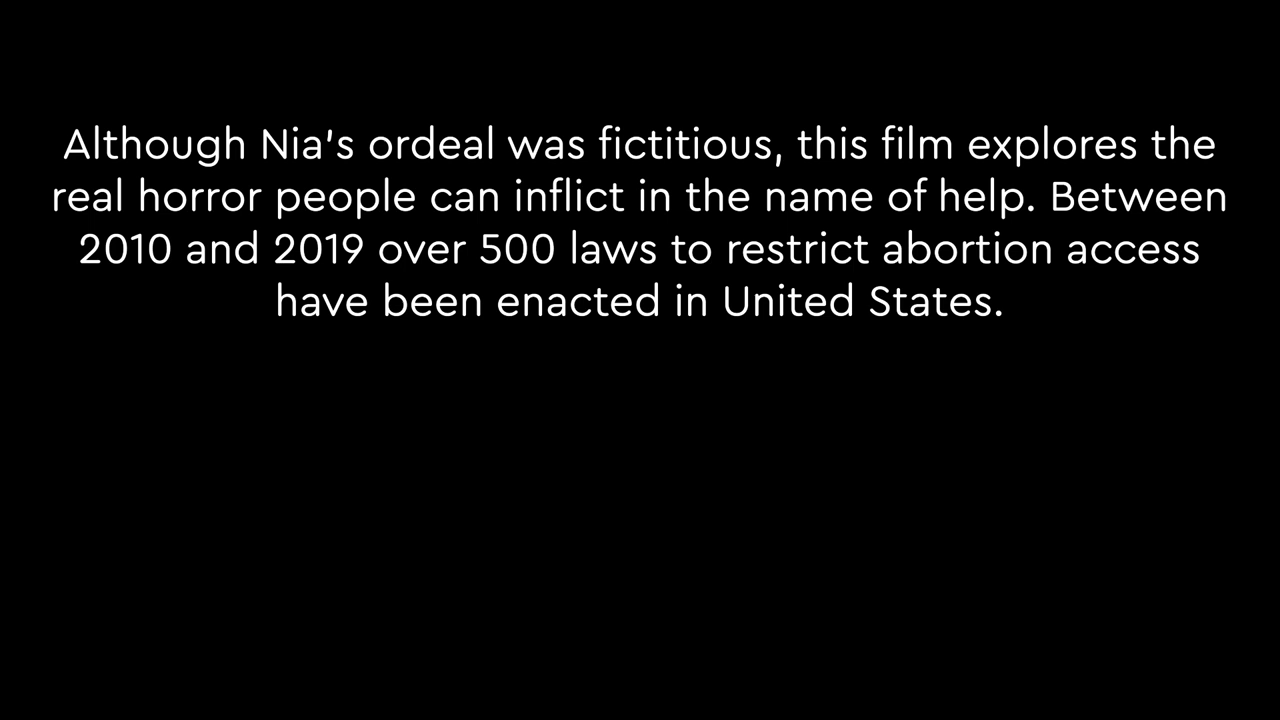 Although Nia's ordeal was fictitious, this film explores the
real horror people can inflict in the name of help. Between
2010 and 2019 over 500 laws to restrict abortion access
have been enacted in United States.